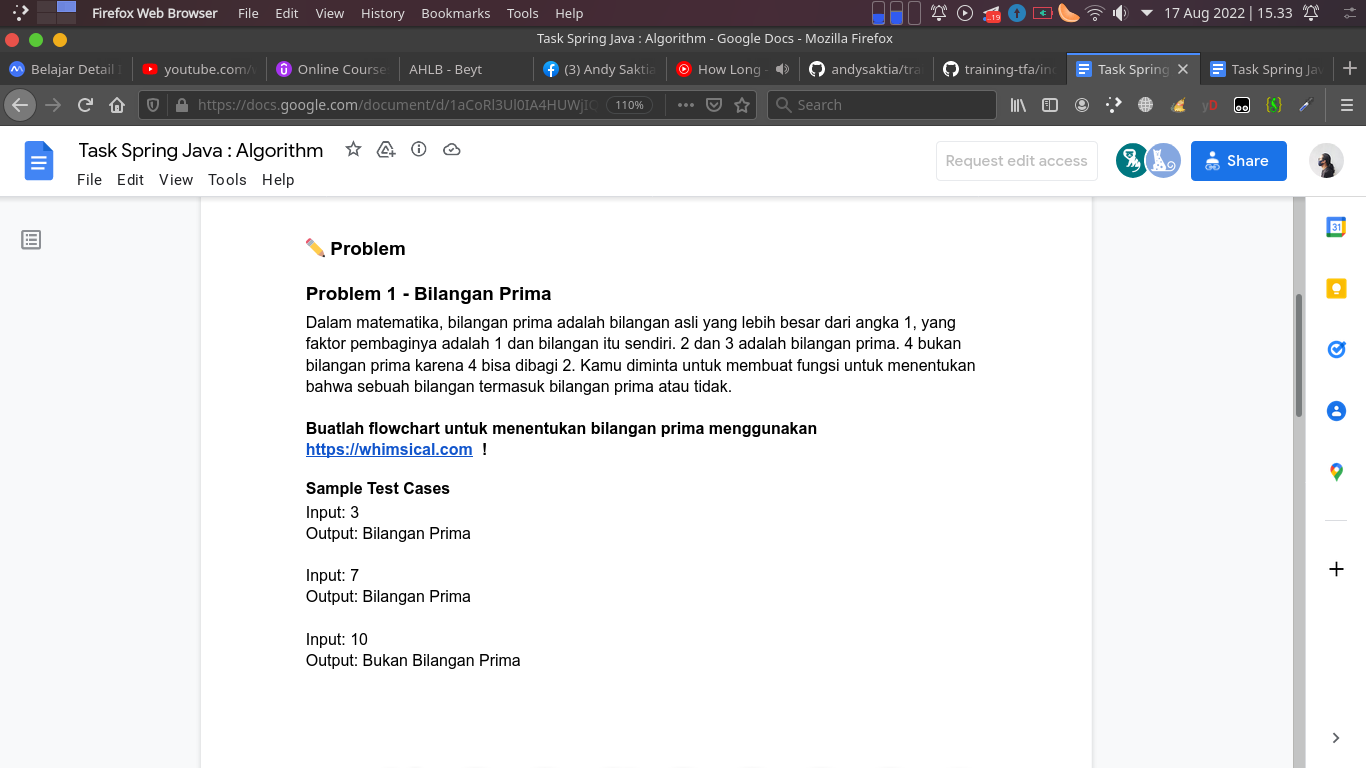 Firefox Web Browser File Edit View History Bookmarks Tools Help 19 17 Aug 2022 | 15.33
Task Spring Java : Algorithm - Google Docs - Mozilla Firefox
Belajar Detail youtube.com/ Online Course AHLB - Beyt (3) Andy Saktia How Long - andysaktia/tra training-tfa/in Task Spring Task Spring Jav
https://docs.google.com/document/d/1aCoRl3Ul0IA4HUWjIC 110% Search yD
Task Spring Java : Algorithm
File Edit View Tools Help
Request edit access Share
31
✏️ Problem
Problem 1 - Bilangan Prima
Dalam matematika, bilangan prima adalah bilangan asli yang lebih besar dari angka 1, yang
faktor pembaginya adalah 1 dan bilangan itu sendiri. 2 dan 3 adalah bilangan prima. 4 bukan
bilangan prima karena 4 bisa dibagi 2. Kamu diminta untuk membuat fungsi untuk menentukan
bahwa sebuah bilangan termasuk bilangan prima atau tidak.
Buatlah flowchart untuk menentukan bilangan prima menggunakan
https://whimsical.com !
Sample Test Cases
Input: 3
Output: Bilangan Prima
Input: 7
Output: Bilangan Prima
Input: 10
Output: Bukan Bilangan Prima